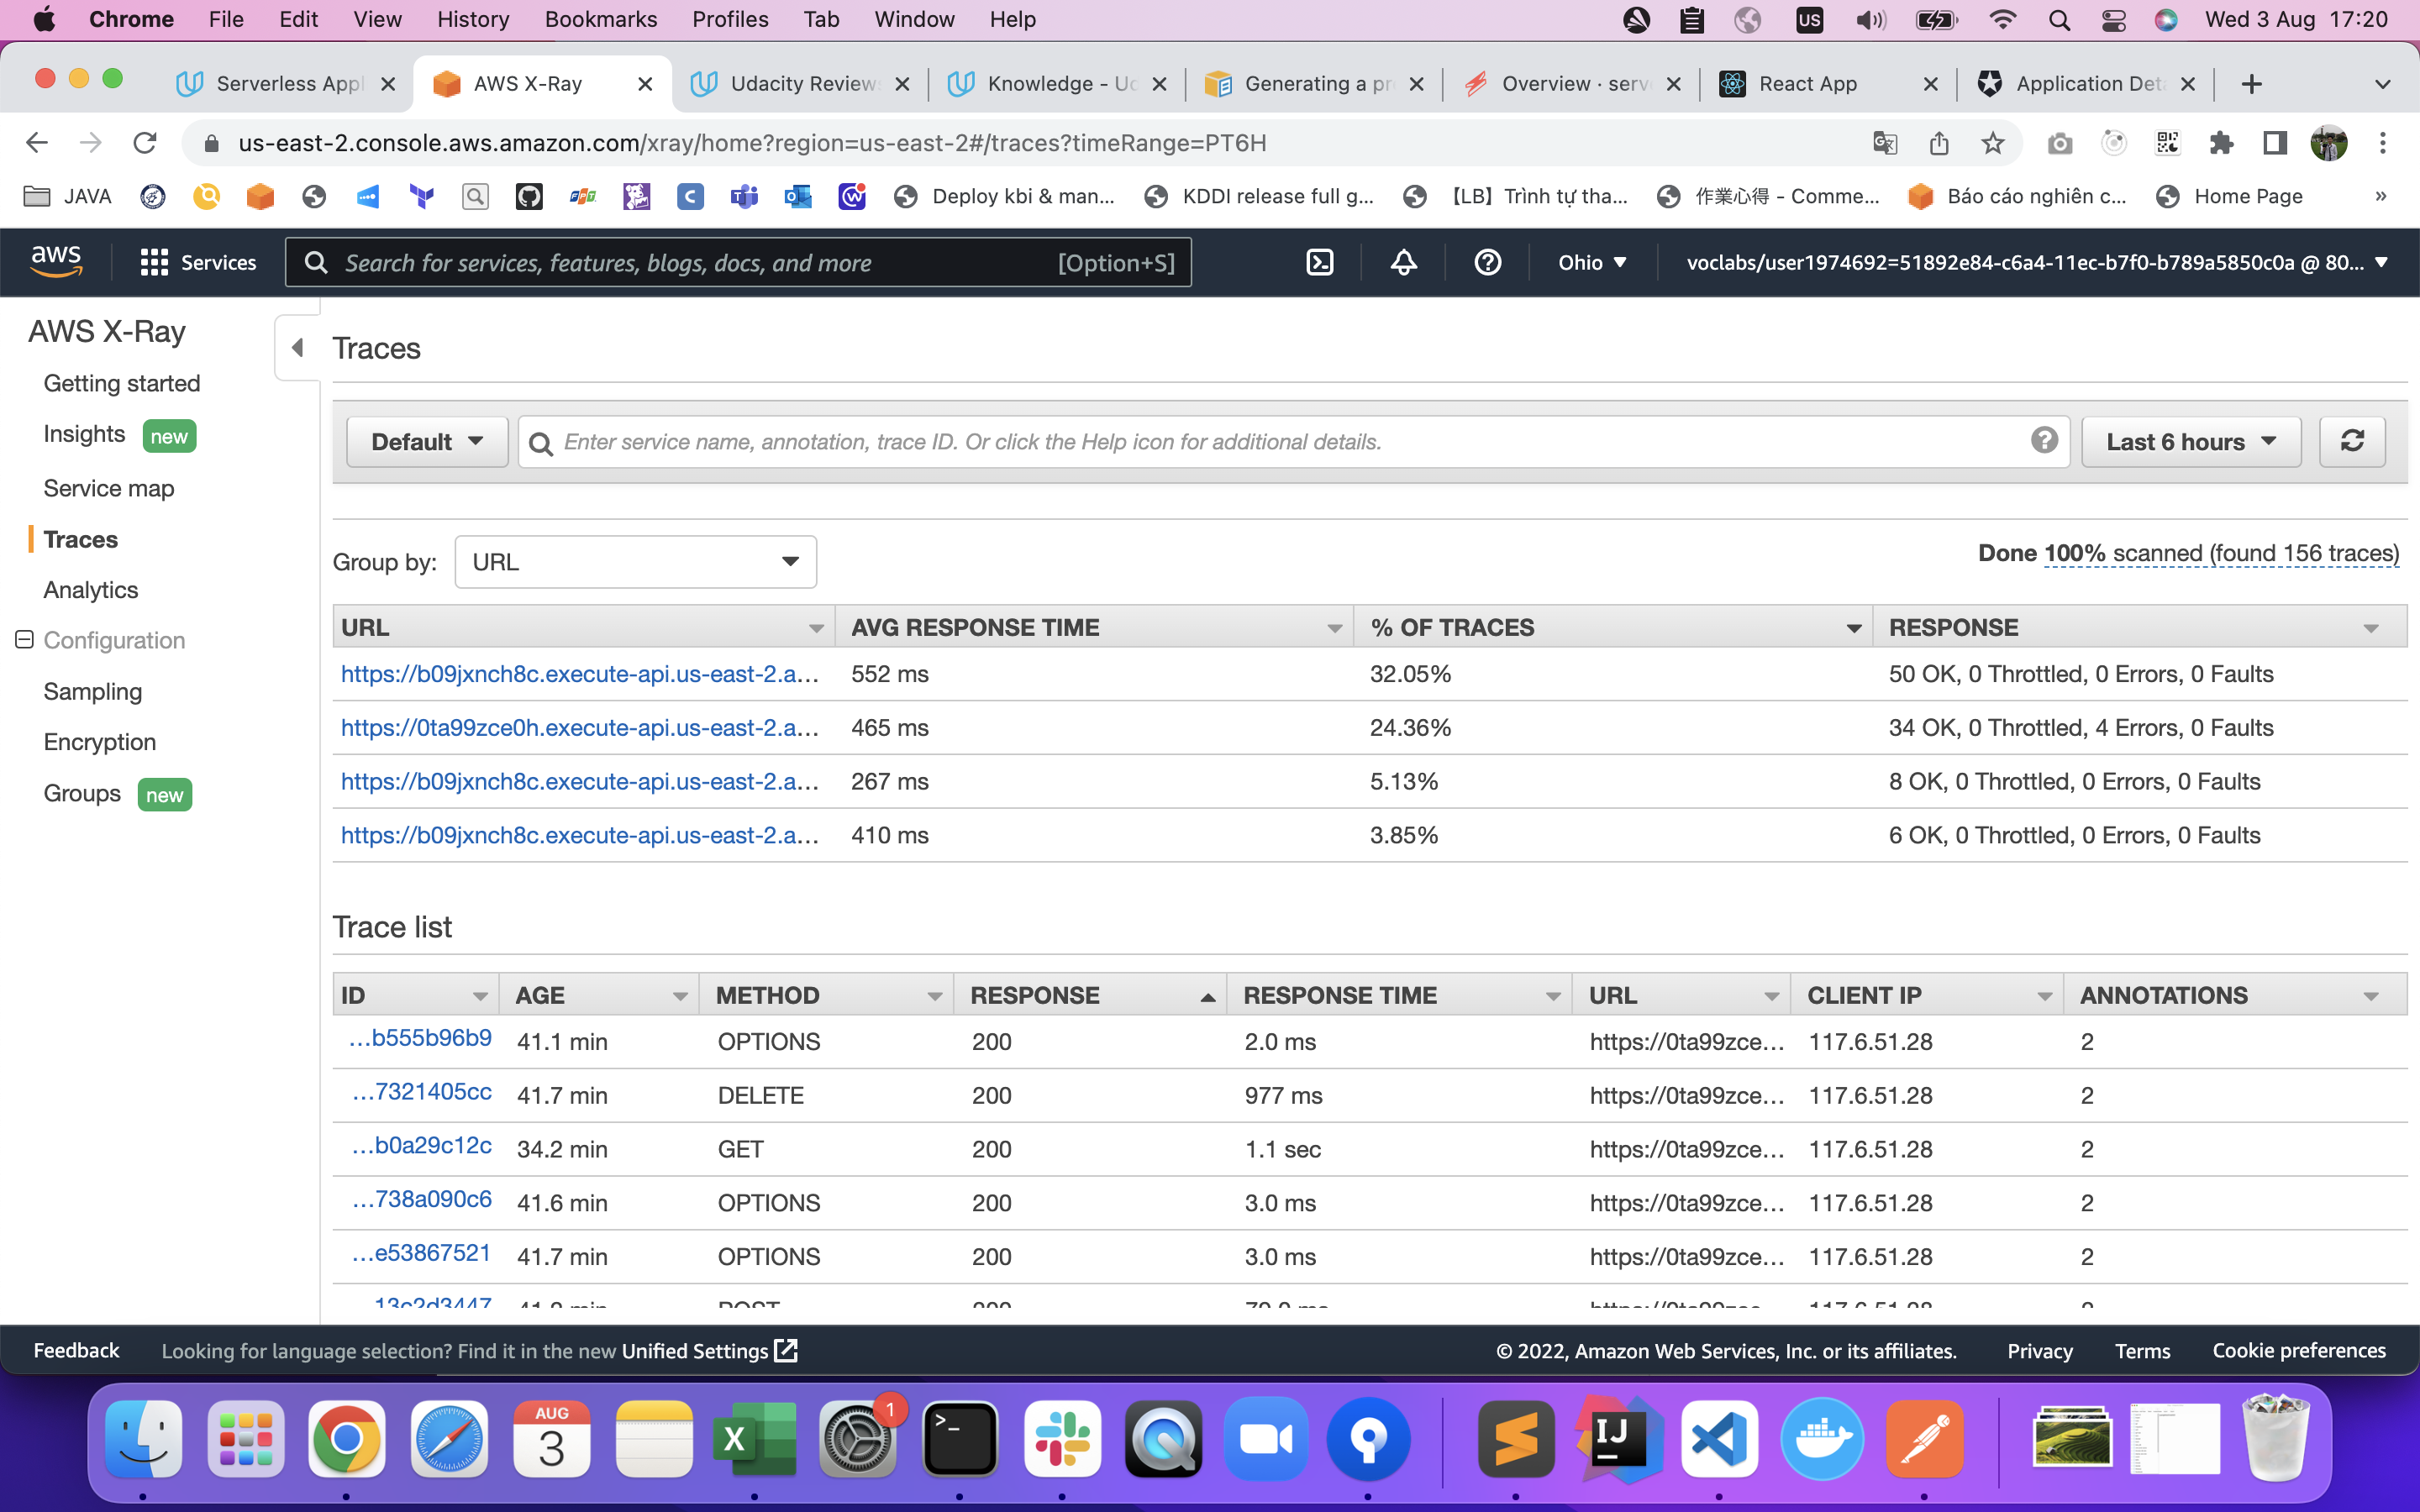 Chrome File Edit View History Bookmarks Profiles Tab Window Help US Wed 3 Aug 17:20
Serverless Appl AWS X-Ray Udacity Reviews Knowledge - Uc Generating a pr Overview · serv React App Application Det
us-east-2.console.aws.amazon.com/xray/home?region=us-east-2#/traces?timeRange=PT6H
JAVA Deploy kbi & man... KDDI release full g... 【LB】Trình tự tha... 作業心得 - Comme... Báo cáo nghiên c... Home Page »
aws Services Search for services, features, blogs, docs, and more [Option+S] Ohio voclabs/user1974692=51892e84-c6a4-11ec-b7f0-b789a5850c0a @ 80...
AWS X-Ray
Getting started
Insights new
Service map
Traces
Analytics
Configuration
Sampling
Encryption
Groups new
Traces
Default Enter service name, annotation, trace ID. Or click the Help icon for additional details. ? Last 6 hours
Group by: URL Done 100% scanned (found 156 traces)
URL AVG RESPONSE TIME % OF TRACES RESPONSE
https://b09jxnch8c.execute-api.us-east-2.a... 552 ms 32.05% 50 OK, 0 Throttled, 0 Errors, 0 Faults
https://0ta99zce0h.execute-api.us-east-2.a... 465 ms 24.36% 34 OK, 0 Throttled, 4 Errors, 0 Faults
https://b09jxnch8c.execute-api.us-east-2.a... 267 ms 5.13% 8 OK, 0 Throttled, 0 Errors, 0 Faults
https://b09jxnch8c.execute-api.us-east-2.a... 410 ms 3.85% 6 OK, 0 Throttled, 0 Errors, 0 Faults
Trace list
ID AGE METHOD RESPONSE RESPONSE TIME URL CLIENT IP ANNOTATIONS
...b555b96b9 41.1 min OPTIONS 200 2.0 ms https://0ta99zce... 117.6.51.28 2
...7321405cc 41.7 min DELETE 200 977 ms https://0ta99zce... 117.6.51.28 2
...b0a29c12c 34.2 min GET 200 1.1 sec https://0ta99zce... 117.6.51.28 2
...738a090c6 41.6 min OPTIONS 200 3.0 ms https://0ta99zce... 117.6.51.28 2
...e53867521 41.7 min OPTIONS 200 3.0 ms https://0ta99zce... 117.6.51.28 2
Feedback Looking for language selection? Find it in the new Unified Settings © 2022, Amazon Web Services, Inc. or its affiliates. Privacy Terms Cookie preferences
AUG 3 X 1 >_ IJ